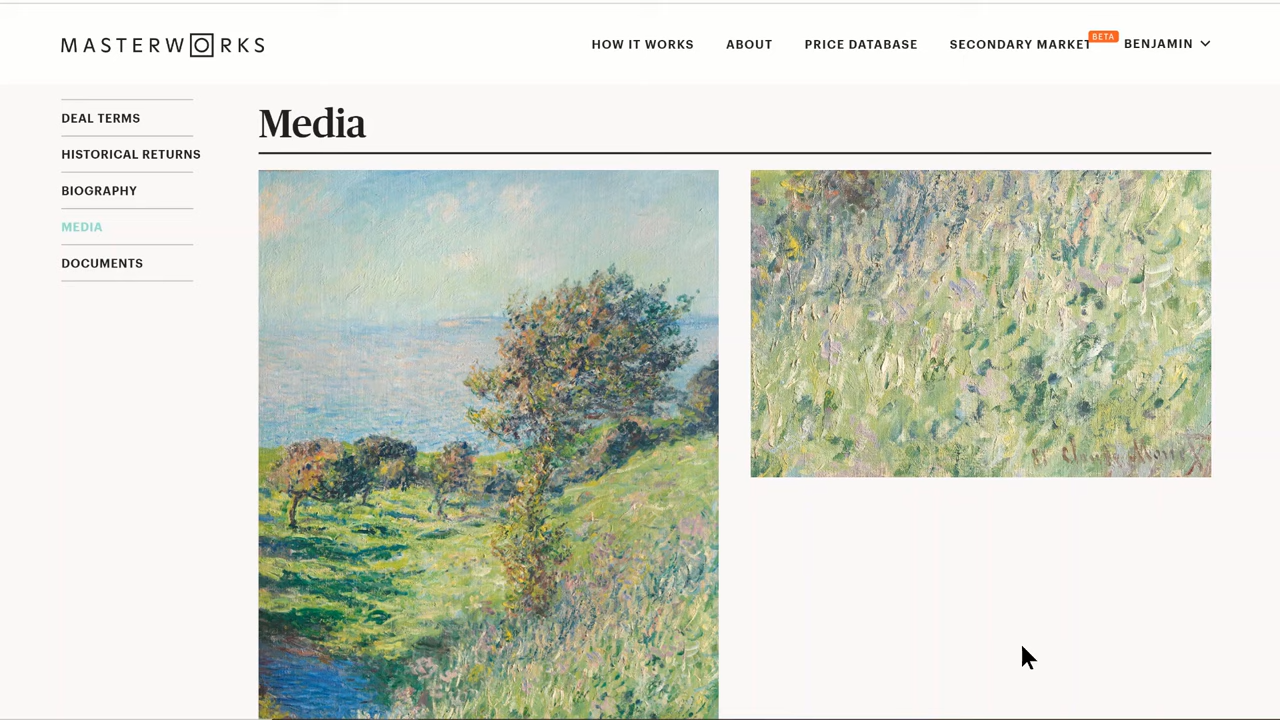 MASTERWORKS
HOW IT WORKS
ABOUT
PRICE DATABASE
SECONDARY MARKET
BETA
BENJAMIN
DEAL TERMS
HISTORICAL RETURNS
BIOGRAPHY
MEDIA
DOCUMENTS
Media